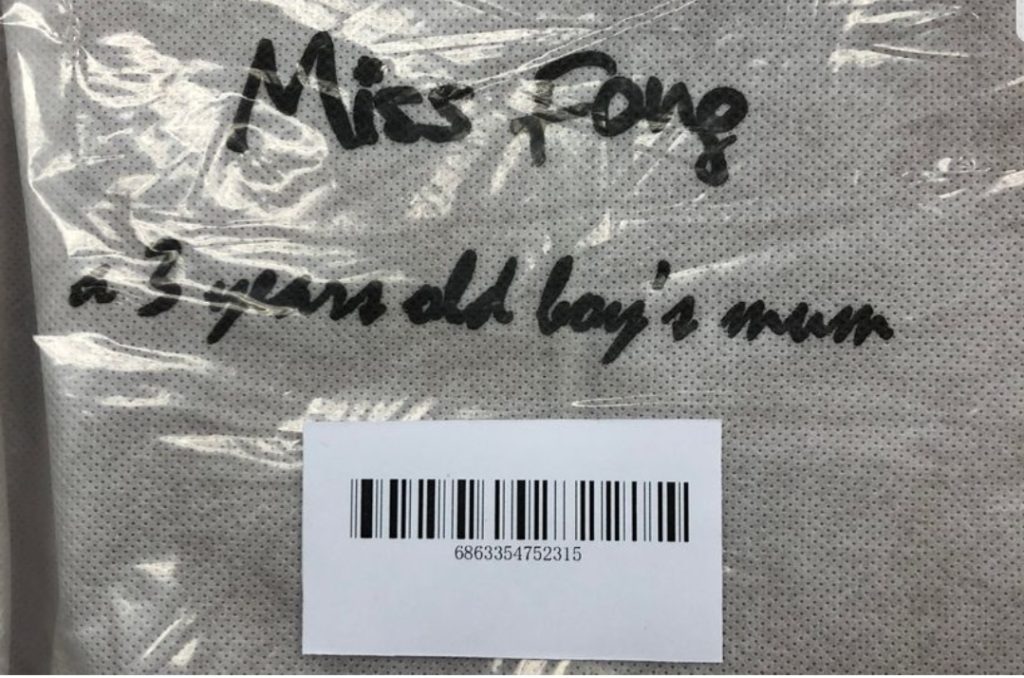 Miss Fong
a 3 years old boy's mum
6863354752315